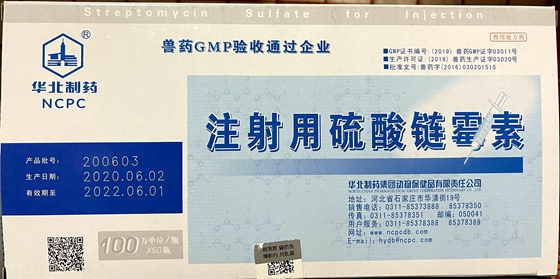 Streptomycin Sulfate for Injection
兽药GMP验收通过企业
兽用处方药
华北制药
NCPC
■GMP证书编号:（2019）兽药GMP证字03011号
■生产许可证:（2019）兽药生产证字03020号
■批准文号:兽药字(2016)030201515
注射用硫酸链霉素
产品批号: 200603
生产日期: 2020.06.02
有效期至 2022.06.01
100万单位/瓶
X50瓶
华北制药集团动物保健品有限责任公司
地址:河北省石家庄市华清街19号
销售电话:0311-85373888 85378350
传真:0311-85378351 邮编:050041
用户服务:0311-85378389
网址:www.ncpcdb.com
E-mail:hydb@ncpc.com